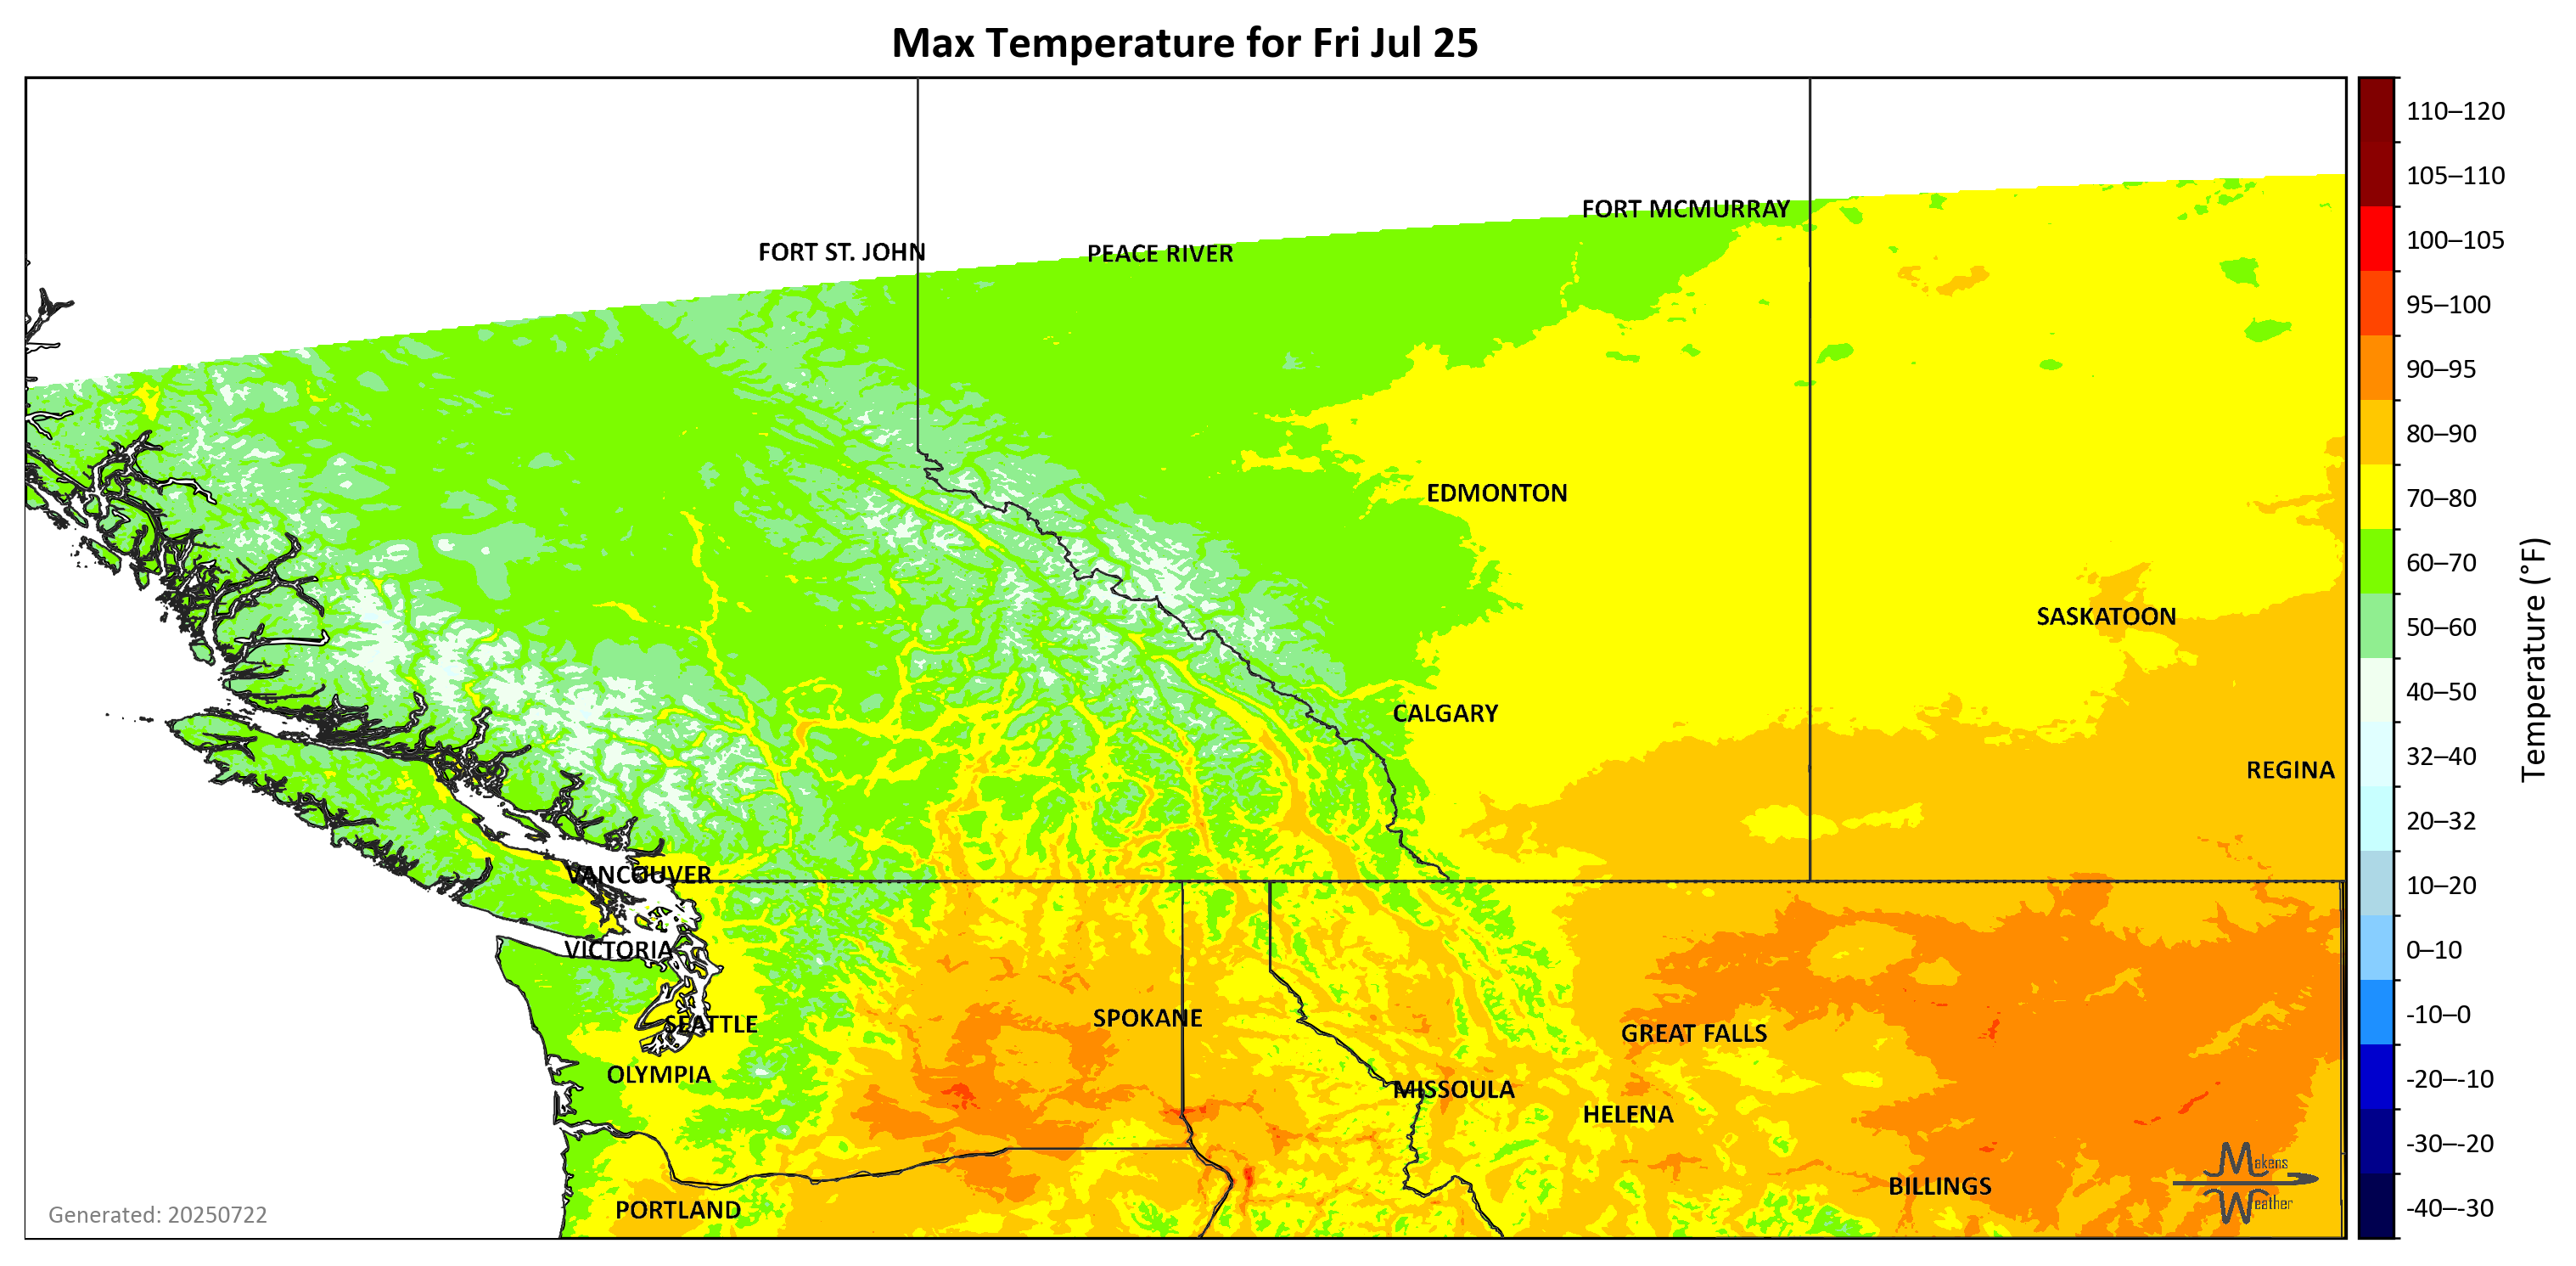 Max Temperature for Fri Jul 25
110–120
105–110
FORT MCMURRAY
100–105
FORT ST. JOHN
PEACE RIVER
95–100
90–95
80–90
EDMONTON
70–80
60–70
SASKATOON
50–60
40–50
CALGARY
Temperature (°F)
REGINA
32–40
20–32
VANCOUVER
10–20
VICTORIA
0–10
SEATTLE
SPOKANE
GREAT FALLS
-10–0
OLYMPIA
MISSOULA
-20–-10
HELENA
-30–-20
Makens
Weather
BILLINGS
PORTLAND
-40–-30
Generated: 20250722